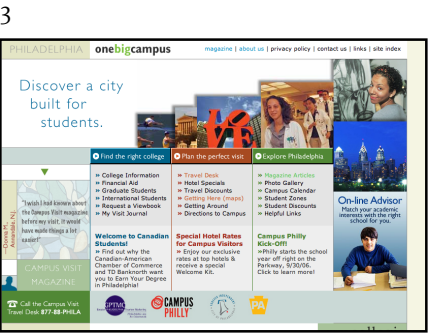 3
PHILADELPHIA onebigcampus magazine | about us | privacy policy | contact us | links | site index
Discover a city
built for
students.
LOVE
Find the right college
» College Information
» Financial Aid
» Graduate Students
» International Students
» Request a Viewbook
» My Visit Journal
Plan the perfect visit
» Travel Desk
» Hotel Specials
» Travel Discounts
» Getting Here (maps)
» Getting Around
» Directions to Campus
Explore Philadelphia
» Magazine Articles
» Photo Gallery
» Campus Calendar
» Student Zones
» Student Discounts
» Helpful Links
On-line Advisor
Match your academic
interests with the right
school for you.
"I wish I had known about
the Campus Visit magazine
before my visit. It would
have made things a lot
easier!"
CAMPUS VISIT
MAGAZINE
Call the Campus Visit
Travel Desk 877-88-PHILA
Welcome to Canadian
Students!
» Find out why the
Canadian-American
Chamber of Commerce
and TD Banknorth want
you to Earn Your Degree
in Philadelphia!
Special Hotel Rates
for Campus Visitors
» Enjoy our exclusive
rates at top hotels &
receive a special
Welcome Kit.
Campus Philly
Kick-Off!
»Philly starts the school
year off right on the
Parkway, 9/30/06.
Click to learn more!
GPTMC
CAMPUS
PHILLY
PA